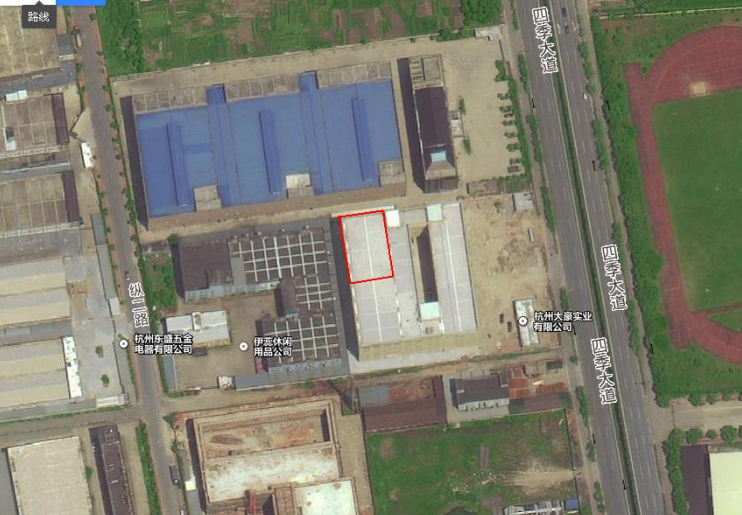 路线
四季大道
四季大道
四季大道
纵二路
杭州东盛五金
电器有限公司
伊蕊休闲
用品公司
杭州大豪实业
有限公司